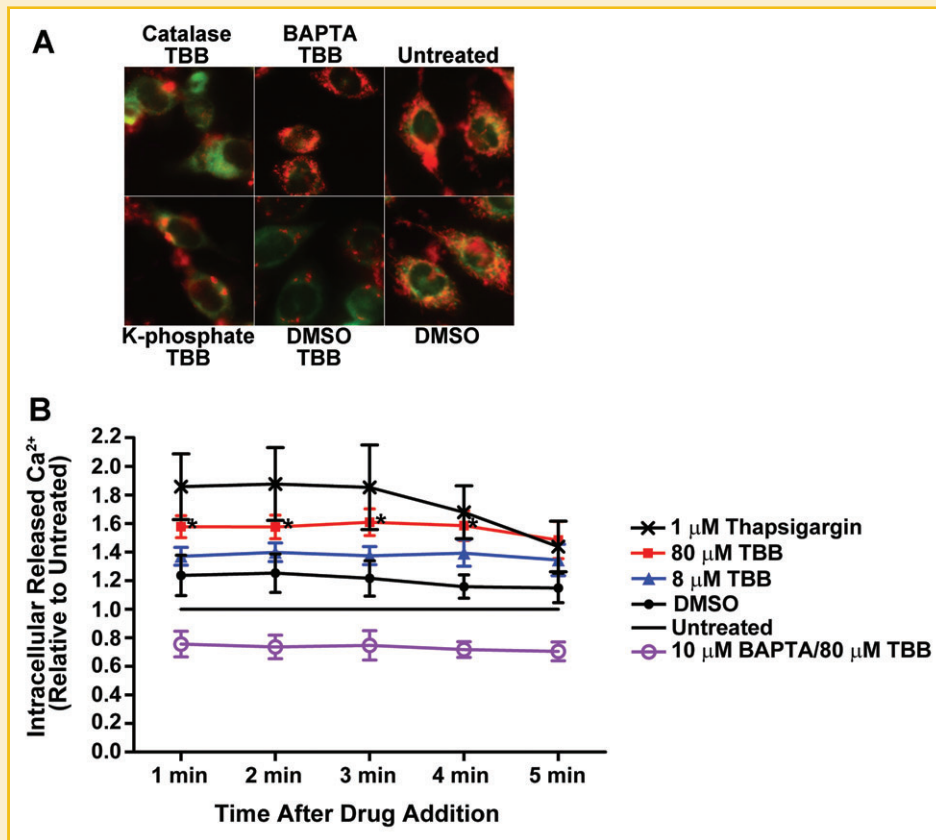 A
Catalase TBB
BAPTA TBB
Untreated
K-phosphate TBB
DMSO TBB
DMSO
B
Intracellular Released Ca²⁺
(Relative to Untreated)
2.2
2.0
1.8
1.6
1.4
1.2
1.0
0.8
0.6
0.4
0.2
0.0
* * * *
1 min 2 min 3 min 4 min 5 min
Time After Drug Addition
1 μM Thapsigargin
80 μM TBB
8 μM TBB
DMSO
Untreated
10 μM BAPTA/80 μM TBB